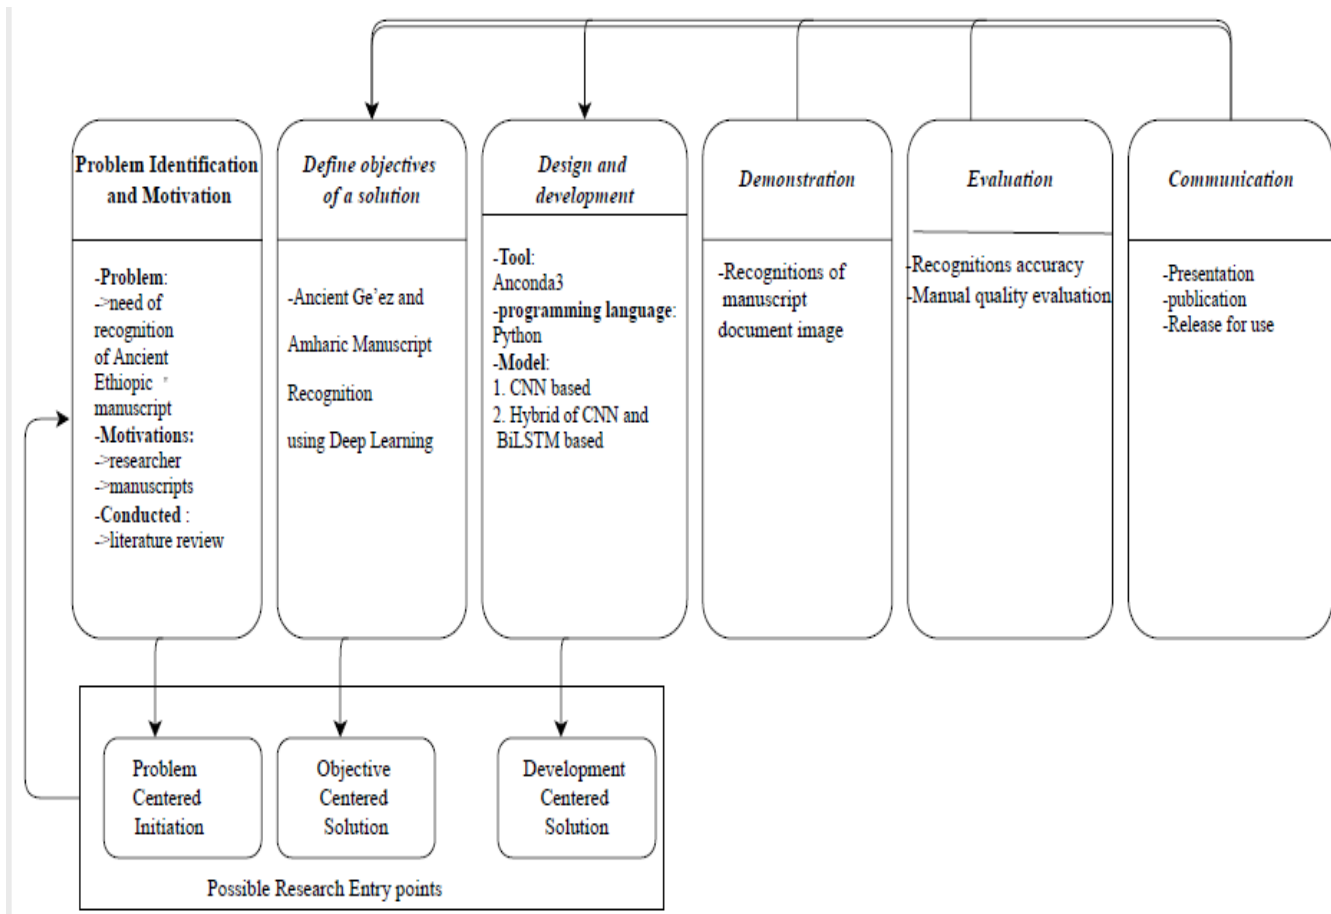 Problem Identification
and Motivation
-Problem:
->need of
recognition
of Ancient
Ethiopic
manuscript
-Motivations:
->researcher
->manuscripts
-Conducted :
->literature review
Define objectives
of a solution
-Ancient Ge'ez and
Amharic Manuscript
Recognition
using Deep Learning
Design and
development
-Tool:
Anconda3
-programming language:
Python
-Model:
1. CNN based
2. Hybrid of CNN and
BiLSTM based
Demonstration
-Recognitions of
manuscript
document image
Evaluation
-Recognitions accuracy
-Manual quality evaluation
Communication
-Presentation
-publication
-Release for use
Problem
Centered
Initiation
Objective
Centered
Solution
Development
Centered
Solution
Possible Research Entry points